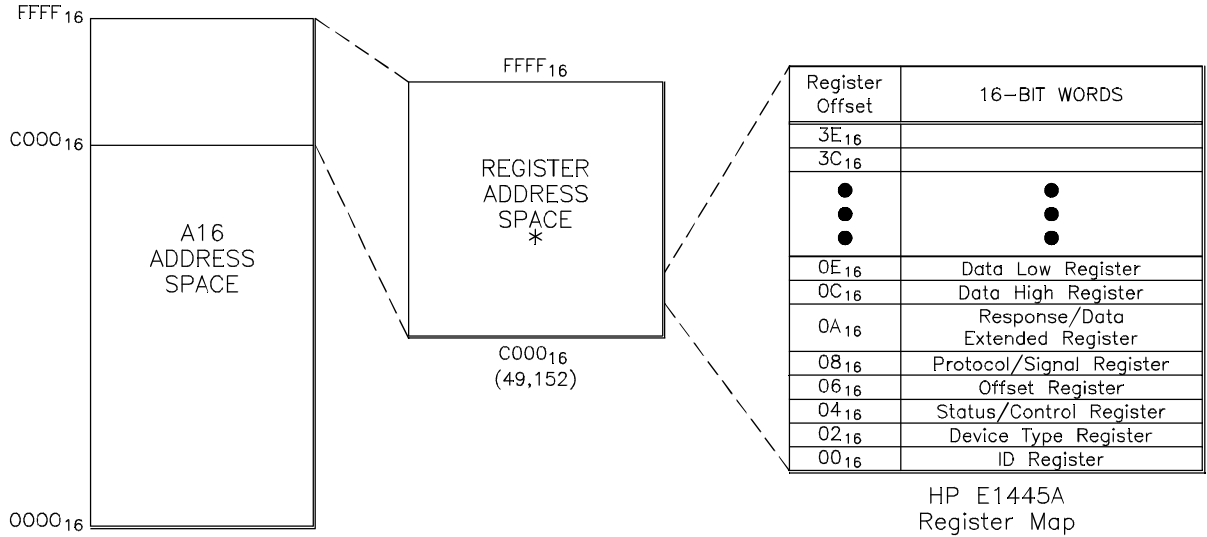 FFFF16
C00016
A16
ADDRESS
SPACE
000016
FFFF16
REGISTER
ADDRESS
SPACE
*
C00016
(49,152)
Register
Offset
16-BIT WORDS
3E16
3C16
0E16 Data Low Register
0C16 Data High Register
0A16 Response/Data
Extended Register
0816 Protocol/Signal Register
0616 Offset Register
0416 Status/Control Register
0216 Device Type Register
0016 ID Register
HP E1445A
Register Map